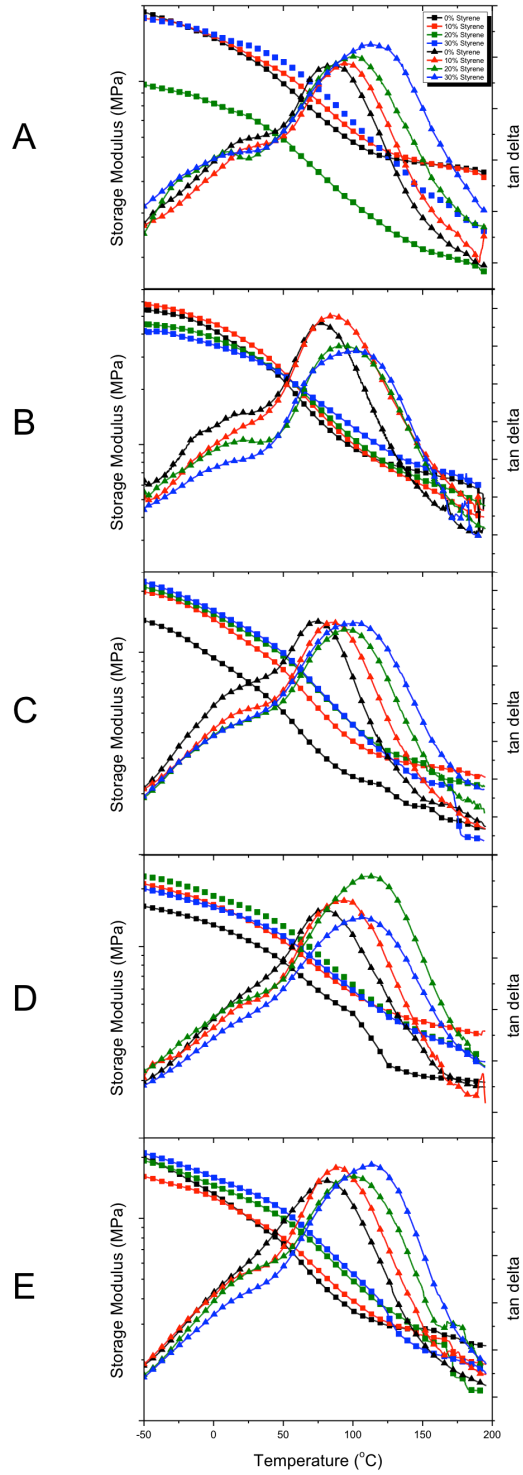 A
Storage Modulus (MPa)
tan delta
0% Styrene
10% Styrene
20% Styrene
30% Styrene
0% Styrene
10% Styrene
20% Styrene
30% Styrene
B
Storage Modulus (MPa)
tan delta
C
Storage Modulus (MPa)
tan delta
D
Storage Modulus (MPa)
tan delta
E
Storage Modulus (MPa)
tan delta
-50 0 50 100 150 200
Temperature (°C)